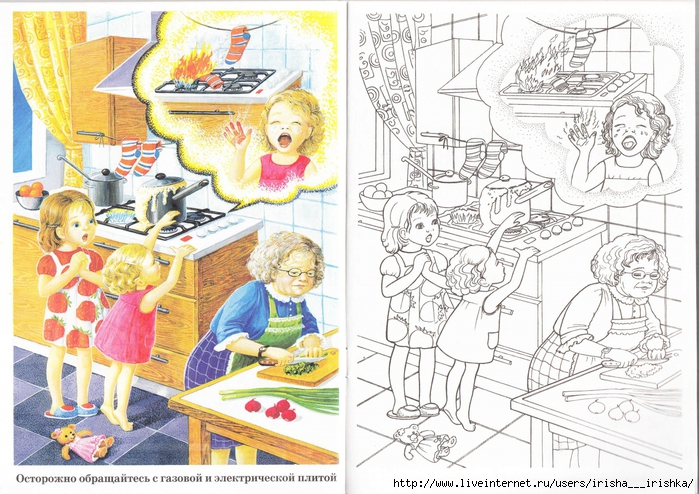 Осторожно обращайтесь с газовой и электрической плитой
http://www.liveinternet.ru/users/irisha___irishka/